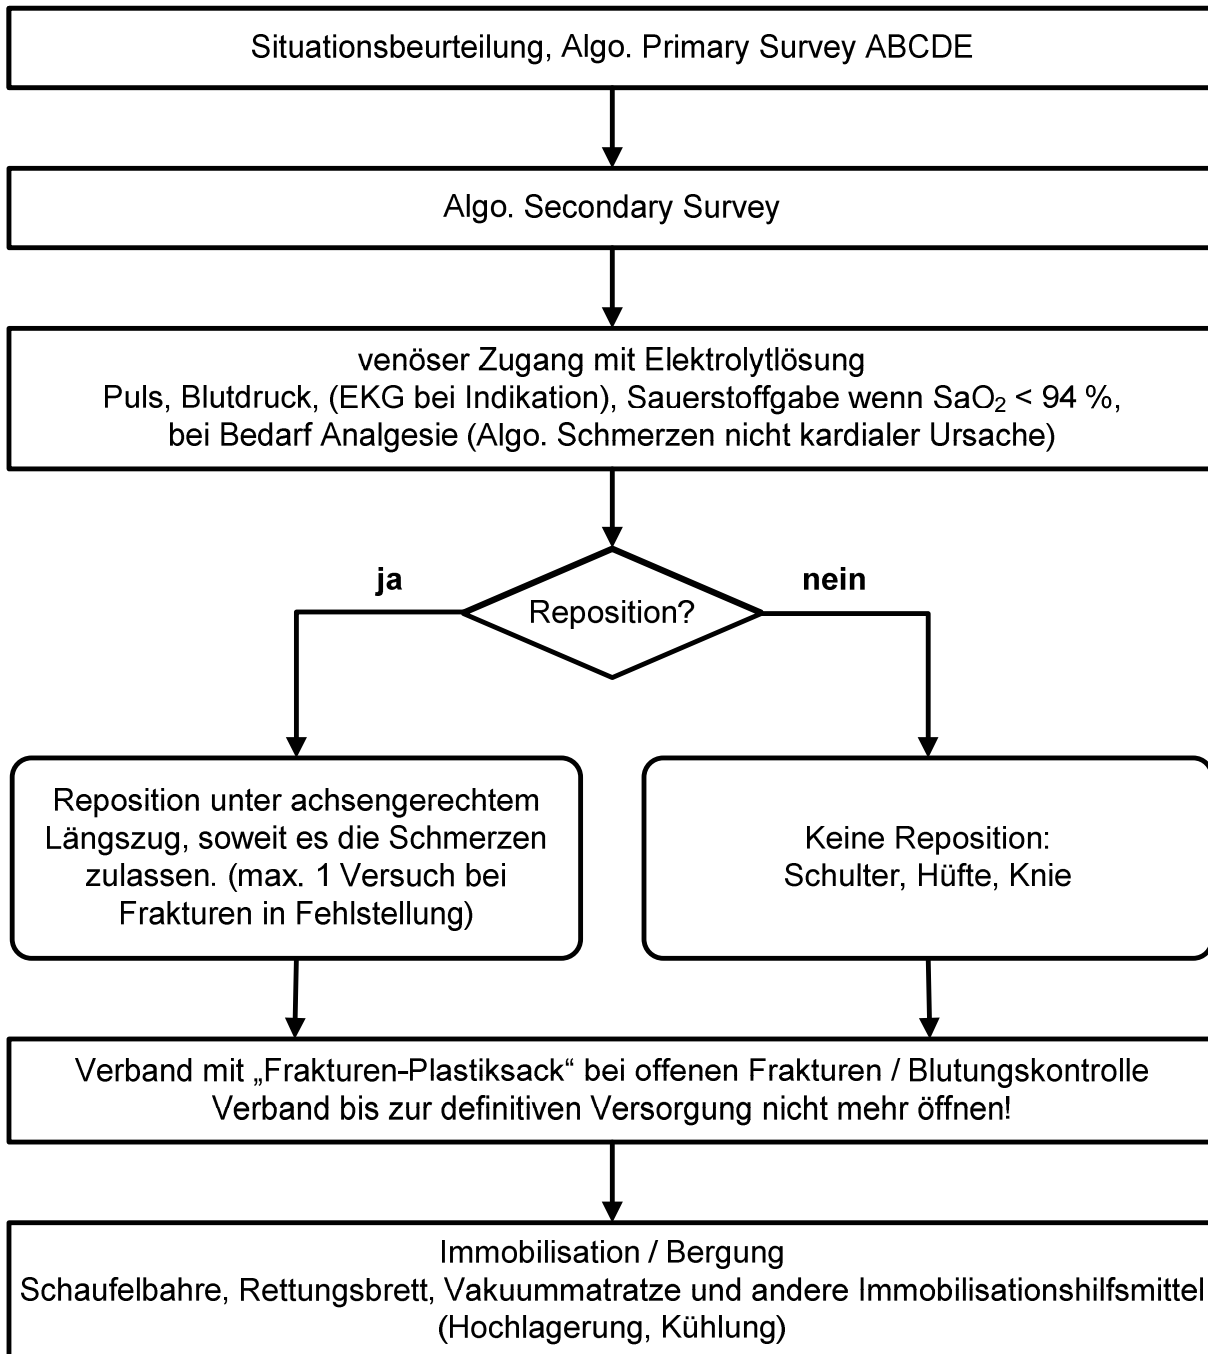 Situationsbeurteilung, Algo. Primary Survey ABCDE
Algo. Secondary Survey
venöser Zugang mit Elektrolytlösung
Puls, Blutdruck, (EKG bei Indikation), Sauerstoffgabe wenn SaO₂ < 94 %,
bei Bedarf Analgesie (Algo. Schmerzen nicht kardialer Ursache)
ja
nein
Reposition?
Reposition unter achsengerechtem
Längszug, soweit es die Schmerzen
zulassen. (max. 1 Versuch bei
Frakturen in Fehlstellung)
Keine Reposition:
Schulter, Hüfte, Knie
Verband mit „Frakturen-Plastiksack“ bei offenen Frakturen / Blutungskontrolle
Verband bis zur definitiven Versorgung nicht mehr öffnen!
Immobilisation / Bergung
Schaufelbahre, Rettungsbrett, Vakuummatratze und andere Immobilisationshilfsmittel
(Hochlagerung, Kühlung)